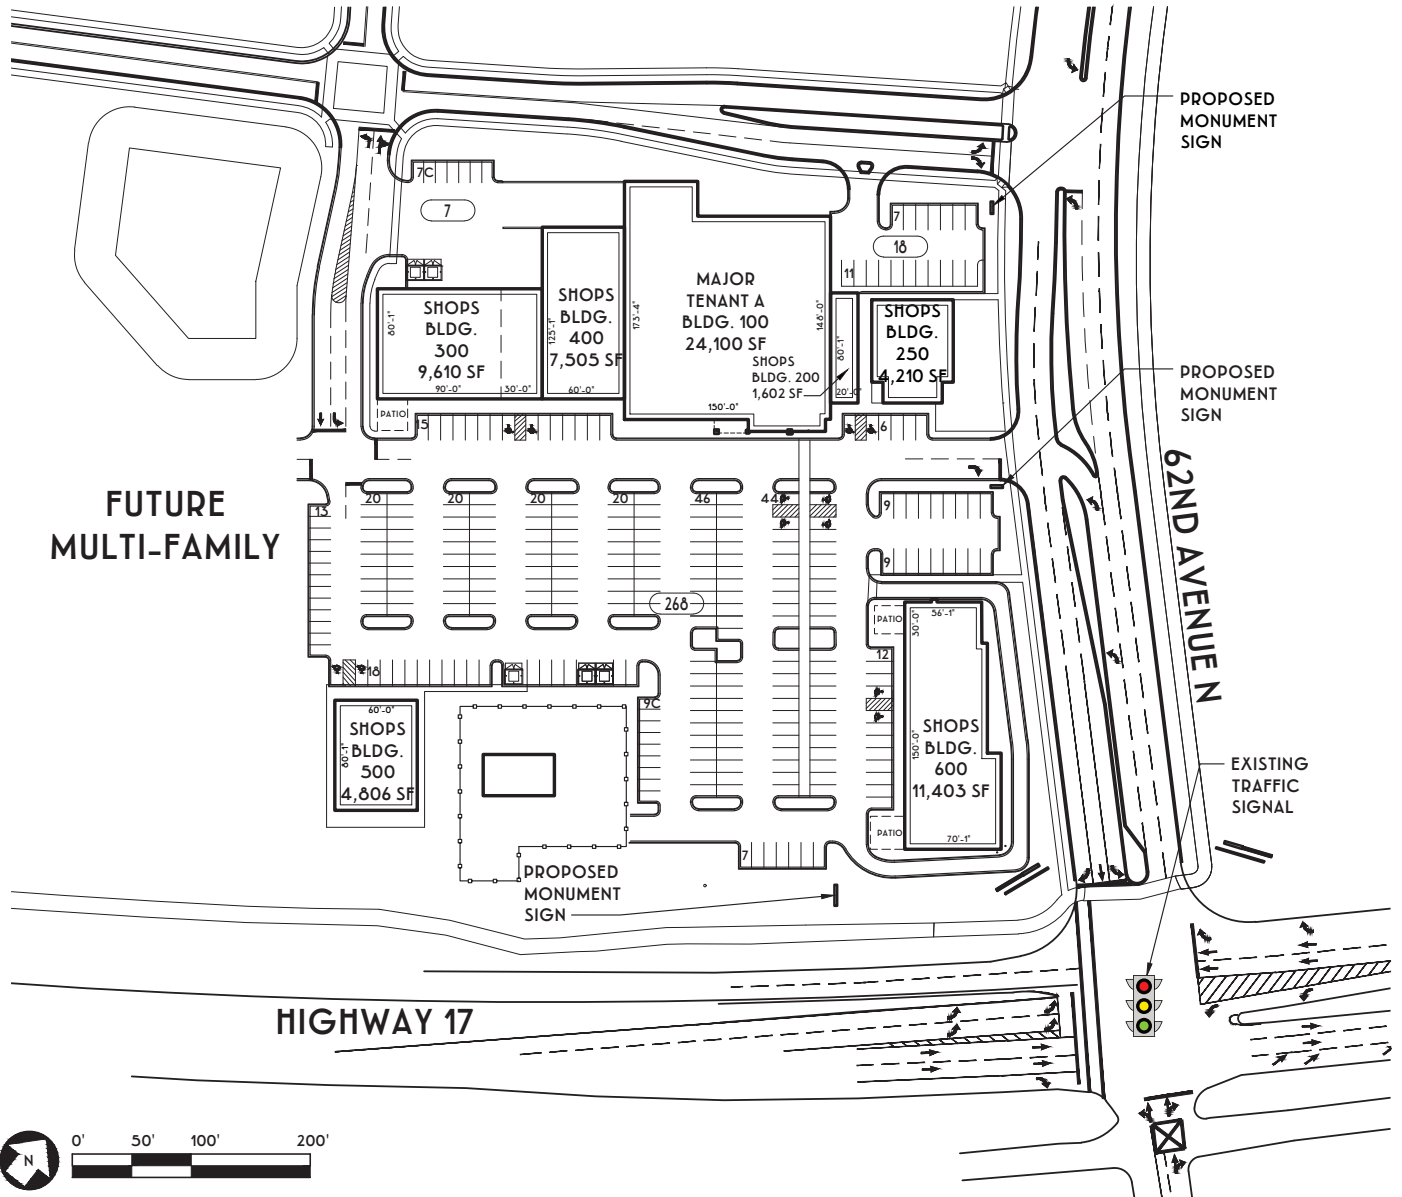 PROPOSED
MONUMENT
SIGN
7C
7
7
18
11
MAJOR
TENANT A
BLDG. 100
24,100 SF
173'-4"
146'-0"
150'-0"
SHOPS
BLDG.
400
7,505 SF
125'-1"
60'-0"
SHOPS
BLDG.
300
9,610 SF
60'-1"
90'-0"
30'-0"
SHOPS
BLDG. 200
1,602 SF
80'-1"
20'-0"
SHOPS
BLDG.
250
4,210 SF
PROPOSED
MONUMENT
SIGN
PATIO
15
6
62ND AVENUE N
FUTURE
MULTI-FAMILY
13
20
20
20
20
46
44
9
9
268
18
9C
12
PATIO
30'-0"
56'-1"
SHOPS
BLDG.
600
11,403 SF
150'-0"
70'-1"
PATIO
60'-0"
SHOPS
BLDG.
500
4,806 SF
80'-1"
7
EXISTING
TRAFFIC
SIGNAL
PROPOSED
MONUMENT
SIGN
HIGHWAY 17
N
0'
50'
100'
200'